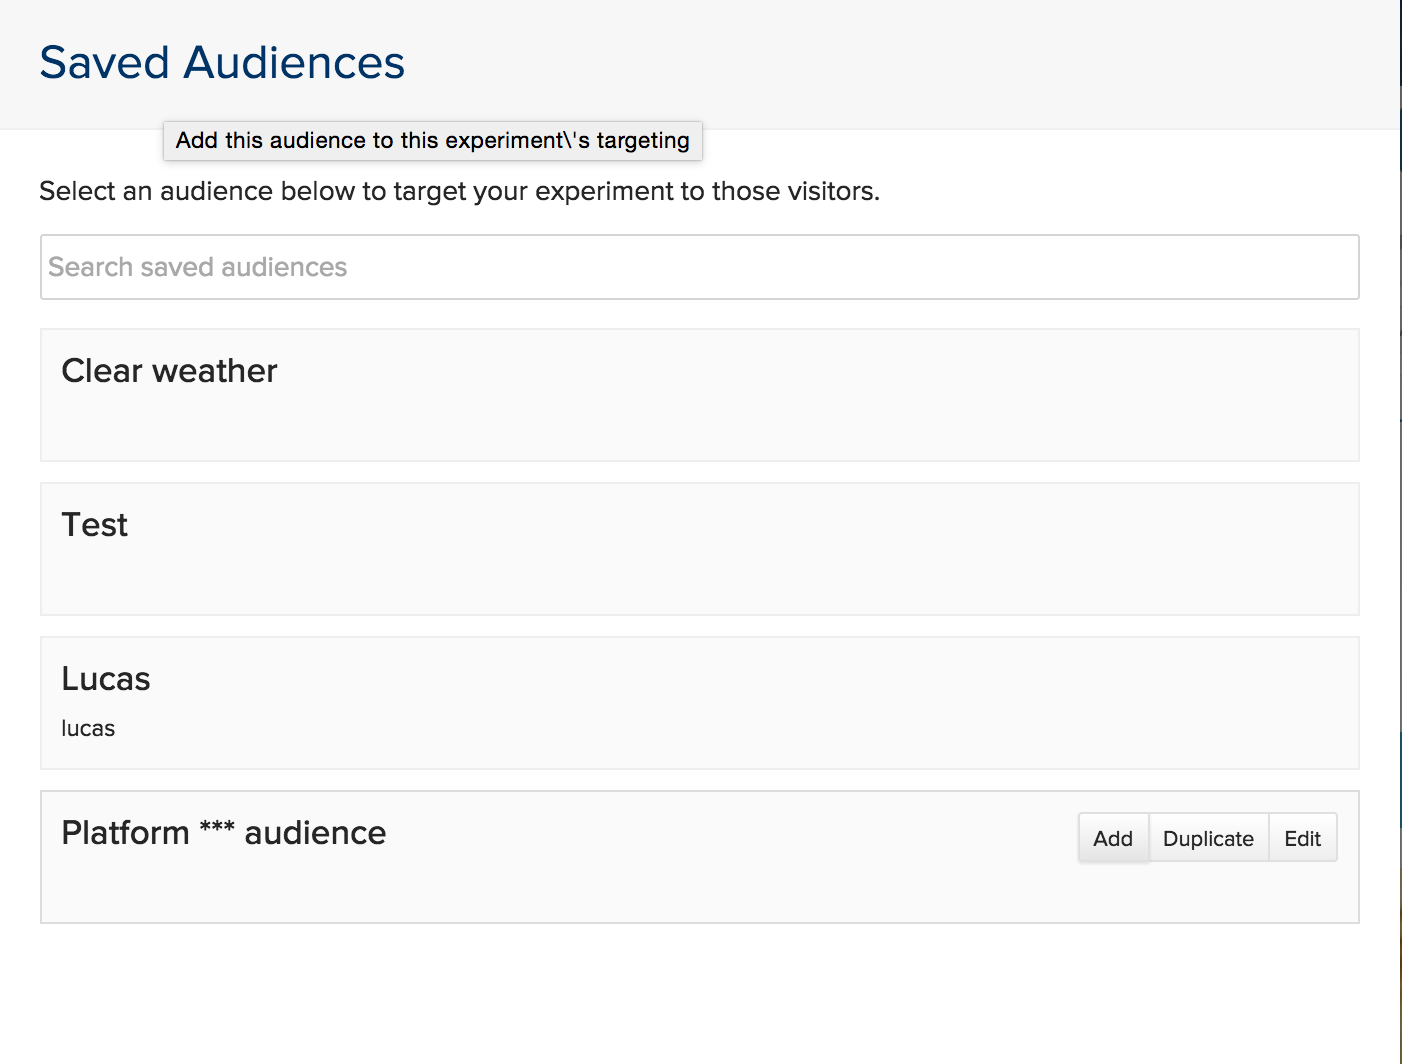 Saved Audiences
Add this audience to this experiment\'s targeting
Select an audience below to target your experiment to those visitors.
Search saved audiences
Clear weather
Test
Lucas
lucas
Platform *** audience
Add Duplicate Edit